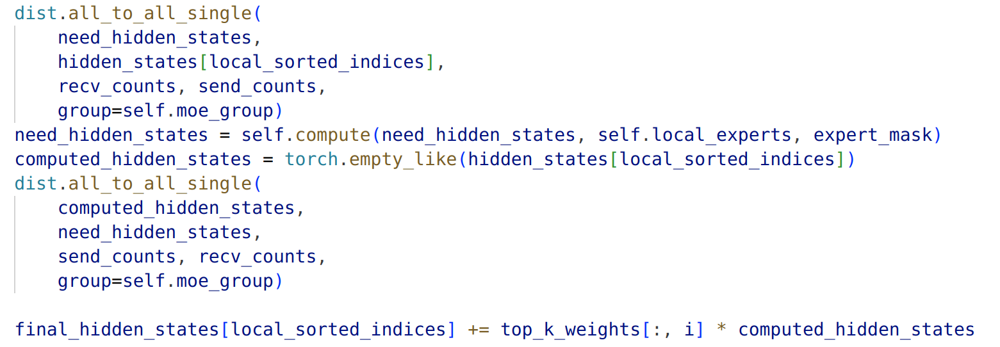 dist.all_to_all_single(
    need_hidden_states,
    hidden_states[local_sorted_indices],
    recv_counts, send_counts,
    group=self.moe_group)
need_hidden_states = self.compute(need_hidden_states, self.local_experts, expert_mask)
computed_hidden_states = torch.empty_like(hidden_states[local_sorted_indices])
dist.all_to_all_single(
    computed_hidden_states,
    need_hidden_states,
    send_counts, recv_counts,
    group=self.moe_group)

final_hidden_states[local_sorted_indices] += top_k_weights[:, i] * computed_hidden_states